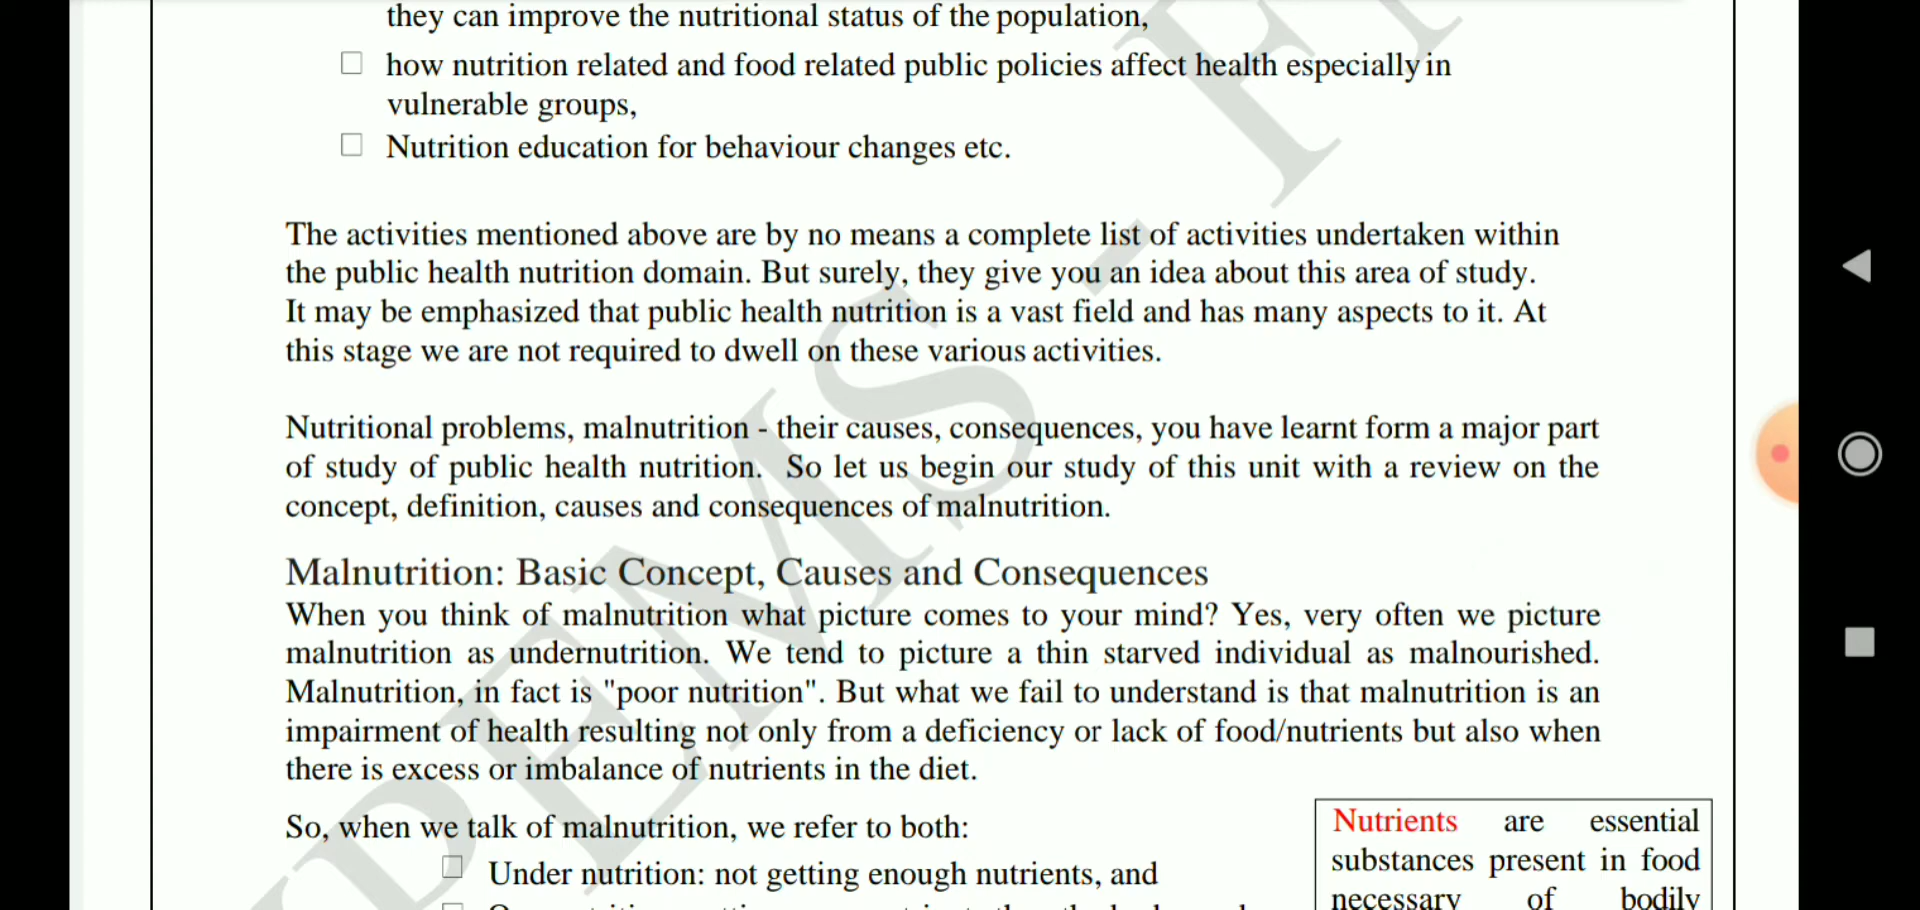 they can improve the nutritional status of the population,
how nutrition related and food related public policies affect health especially in
vulnerable groups,
Nutrition education for behaviour changes etc.
The activities mentioned above are by no means a complete list of activities undertaken within
the public health nutrition domain. But surely, they give you an idea about this area of study.
It may be emphasized that public health nutrition is a vast field and has many aspects to it. At
this stage we are not required to dwell on these various activities.
Nutritional problems, malnutrition - their causes, consequences, you have learnt form a major part
of study of public health nutrition. So let us begin our study of this unit with a review on the
concept, definition, causes and consequences of malnutrition.
Malnutrition: Basic Concept, Causes and Consequences
When you think of malnutrition what picture comes to your mind? Yes, very often we picture
malnutrition as undernutrition. We tend to picture a thin starved individual as malnourished.
Malnutrition, in fact is "poor nutrition". But what we fail to understand is that malnutrition is an
impairment of health resulting not only from a deficiency or lack of food/nutrients but also when
there is excess or imbalance of nutrients in the diet.
So, when we talk of malnutrition, we refer to both:
Under nutrition: not getting enough nutrients, and
Nutrients are essential
substances present in food
necessary of bodily